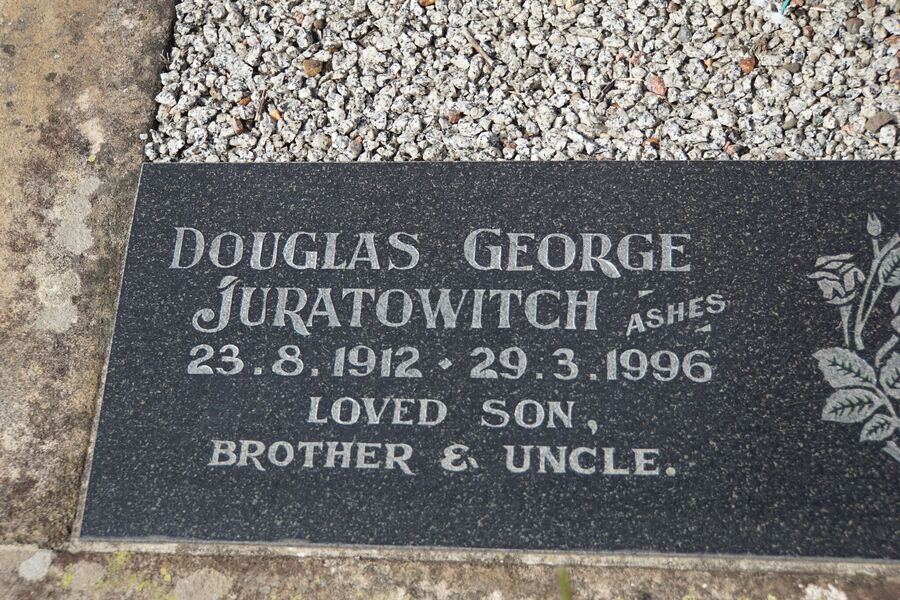 DOUGLAS GEORGE
JURATOWITCH ASHES
23.8.1912 · 29.3.1996
LOVED SON,
BROTHER & UNCLE.